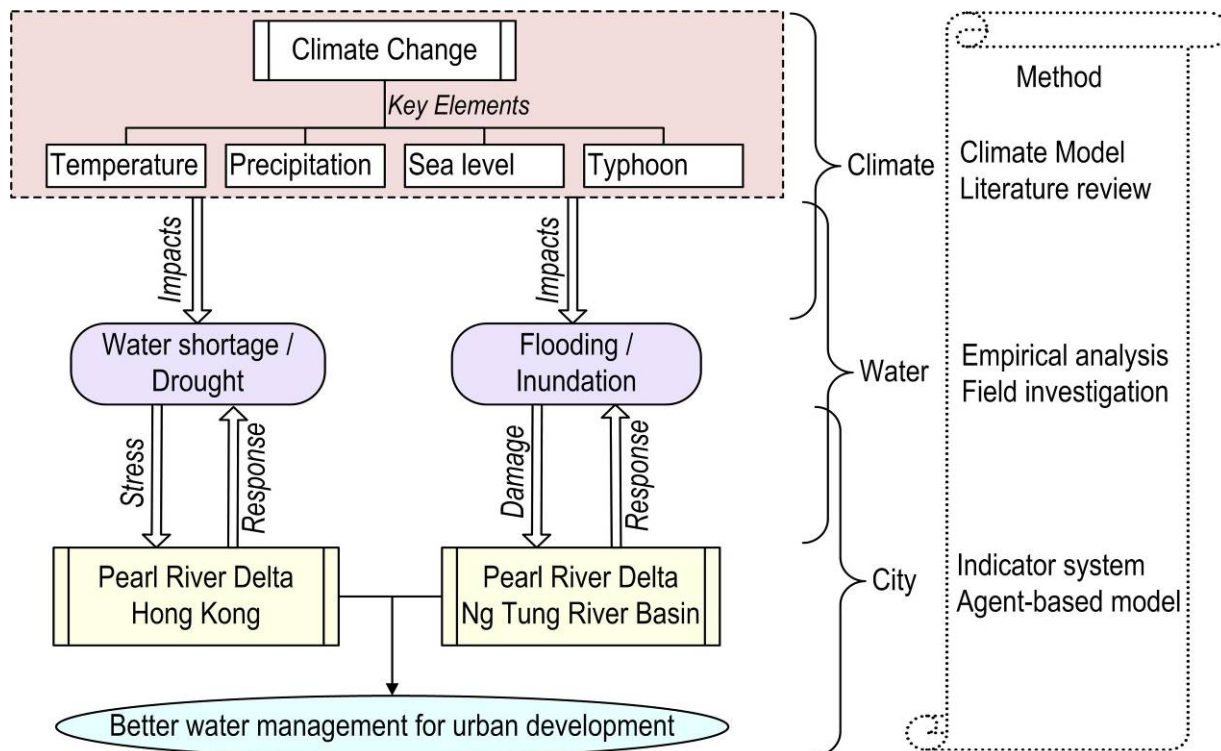 Climate Change
Key Elements
Temperature
Precipitation
Sea level
Typhoon
Impacts
Impacts
Water shortage /
Drought
Flooding /
Inundation
Stress
Response
Damage
Response
Pearl River Delta
Hong Kong
Pearl River Delta
Ng Tung River Basin
Better water management for urban development
Climate
Water
City
Method
Climate Model
Literature review
Empirical analysis
Field investigation
Indicator system
Agent-based model